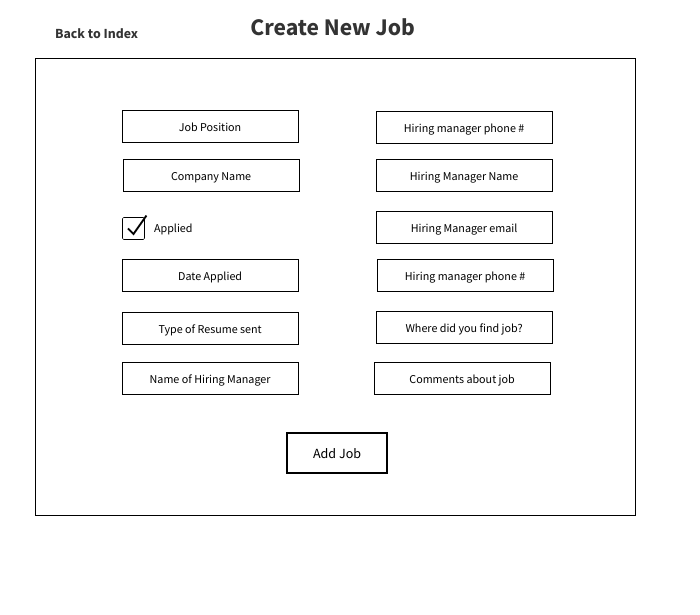 Back to Index
Create New Job
Job Position
Company Name
Applied
Date Applied
Type of Resume sent
Name of Hiring Manager
Hiring manager phone #
Hiring Manager Name
Hiring Manager email
Hiring manager phone #
Where did you find job?
Comments about job
Add Job